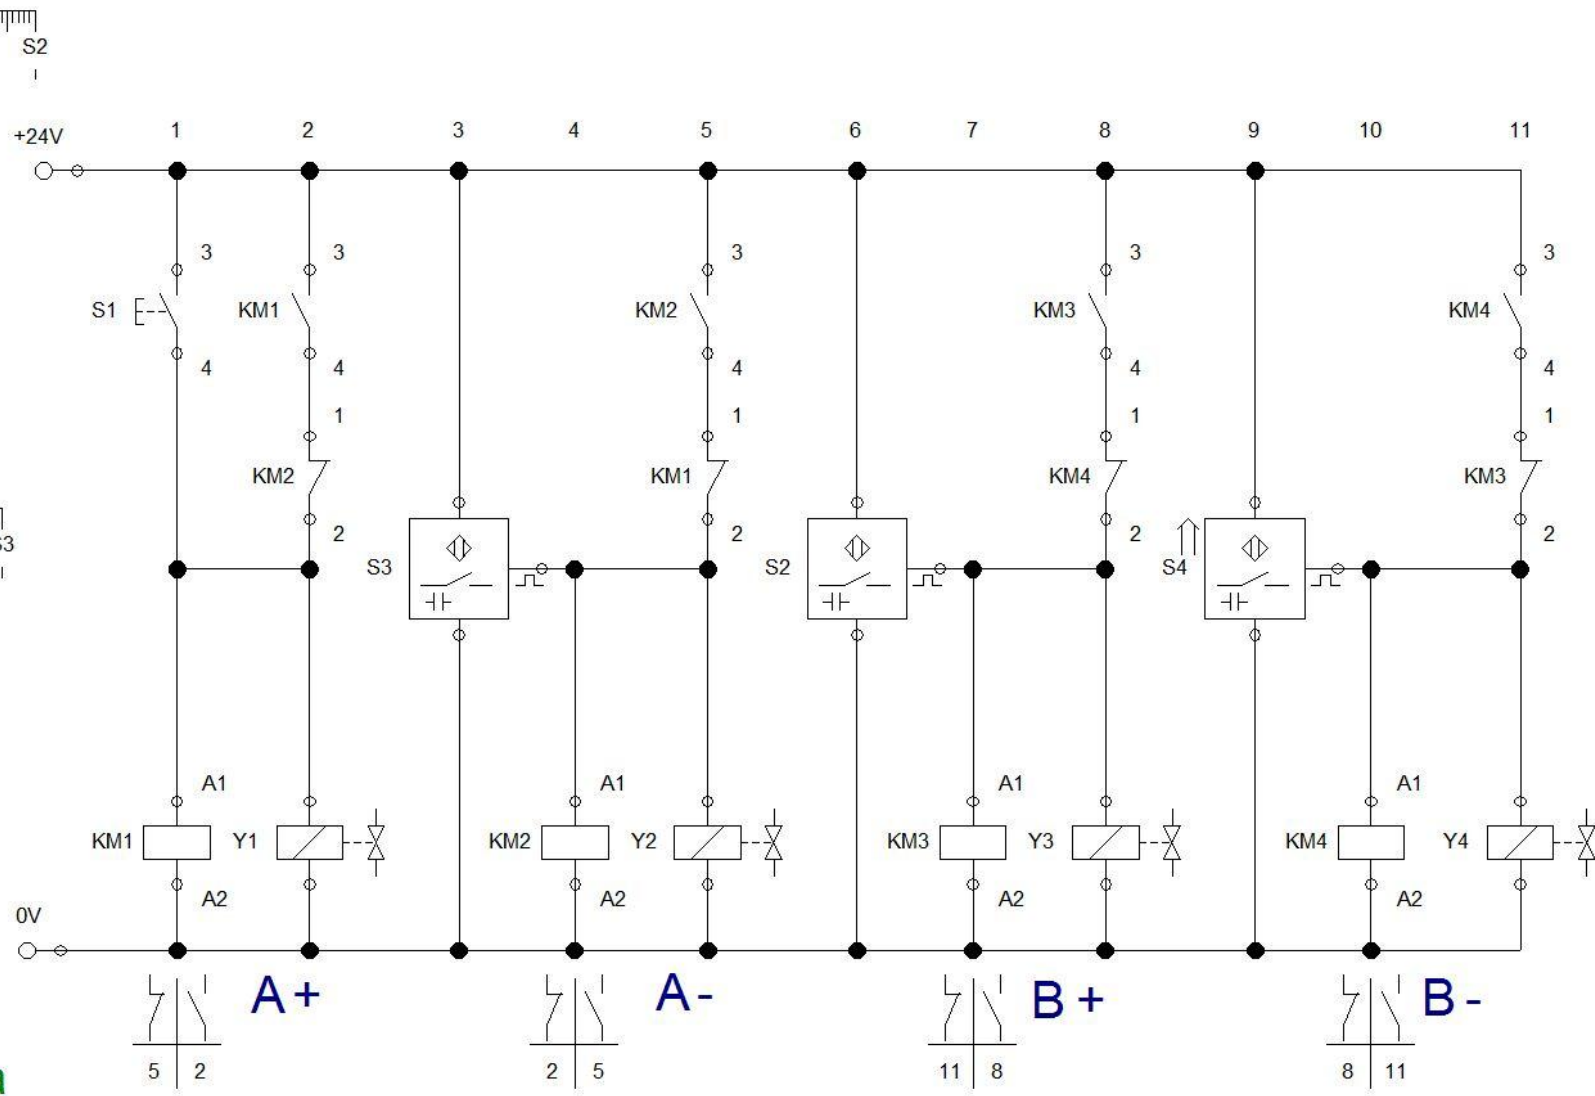 S2
1 2 3 4 5 6 7 8 9 10 11
+24V
3 3 3 3 3
S1 KM1 KM2 KM3 KM4
4 4 4 4 4
1 1 1 1
KM2 KM1 KM4 KM3
2 2 2 2
S3 S3 S2 S4
A1 A1 A1 A1
KM1 Y1 KM2 Y2 KM3 Y3 KM4 Y4
A2 A2 A2 A2
0V
A+ A- B+ B-
5 2 2 5 11 8 8 11